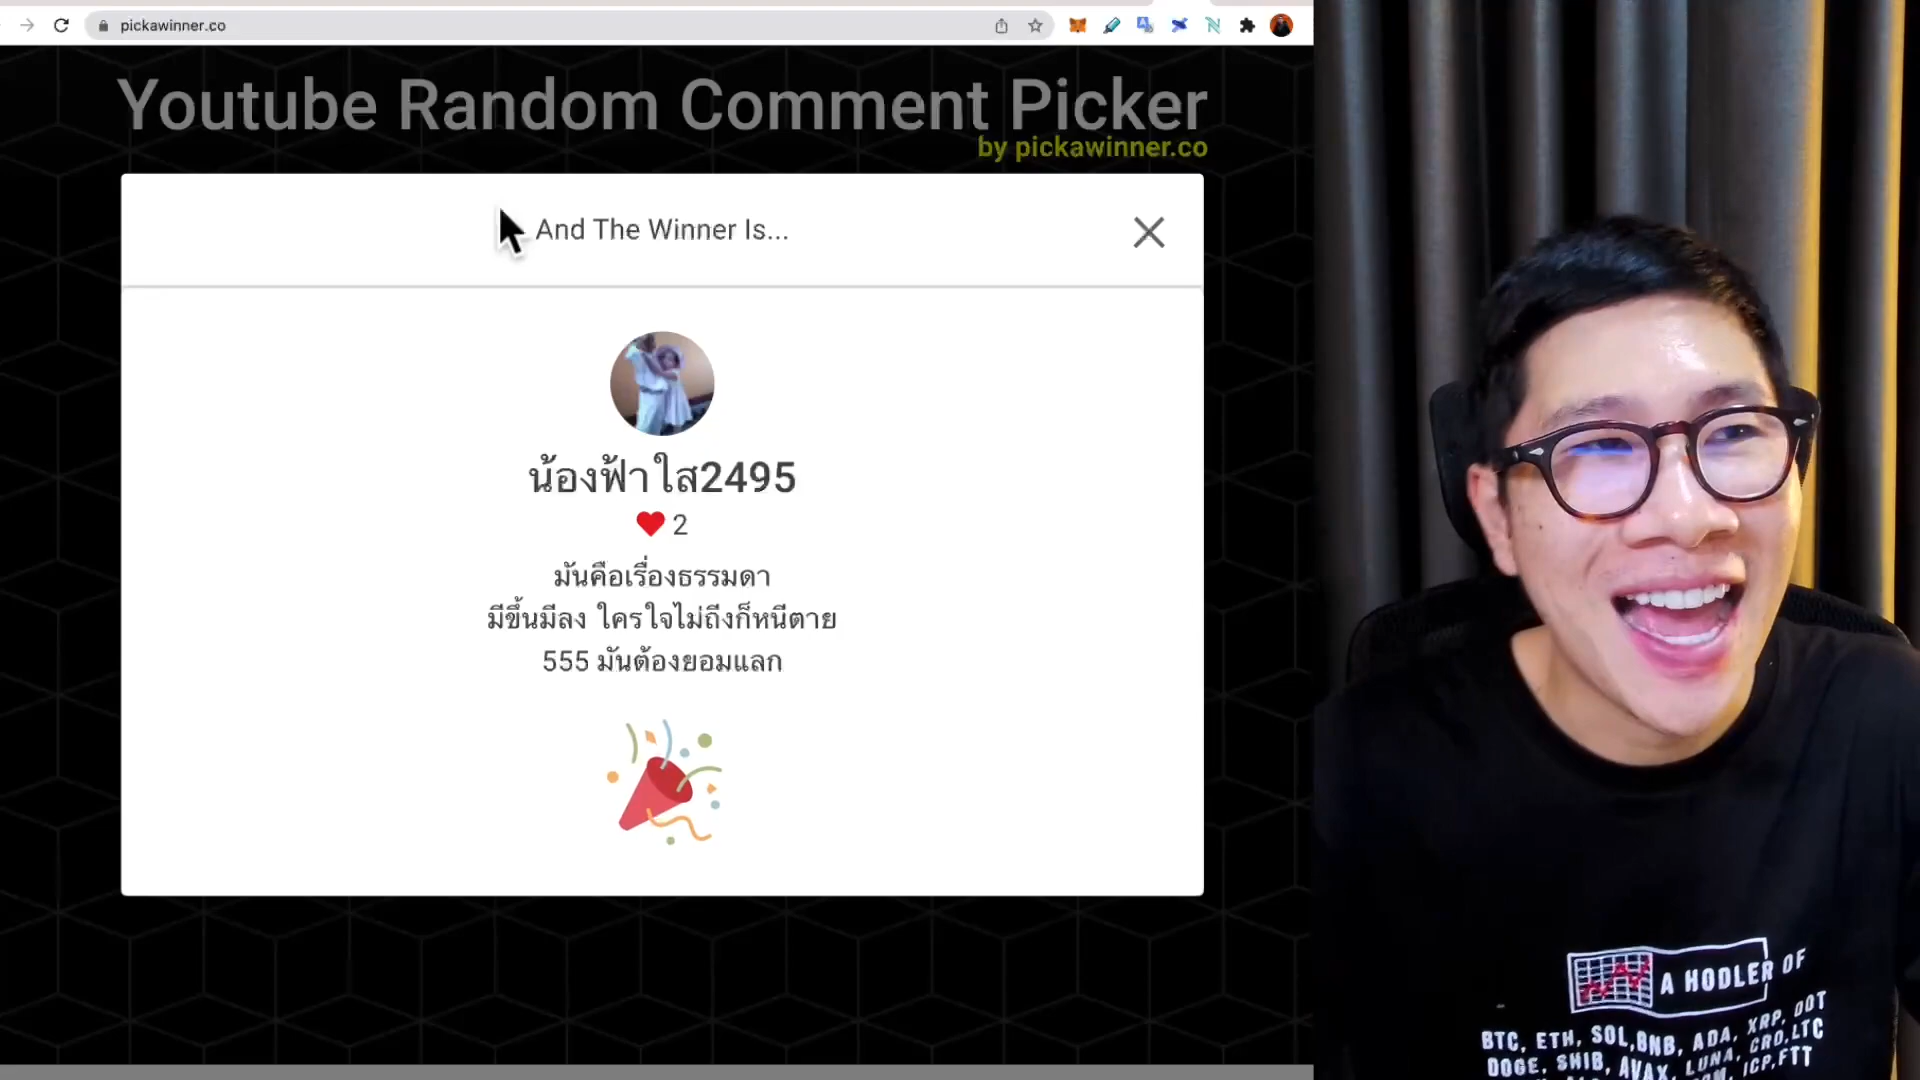 pickawinner.co
Youtube Random Comment Picker
by pickawinner.co
And The Winner Is...
น้องฟ้าใส2495
2
มันคือเรื่องธรรมดา
มีขึ้นมีลง ใครใจไม่ถึงก็หนีตาย
555 มันต้องยอมแลก
A HODLER OF
BTC, ETH, SOL, BNB, ADA, XRP, DOT
DOGE, SHIB, AVAX, LUNA, CRO, LTC
ICP, FTT